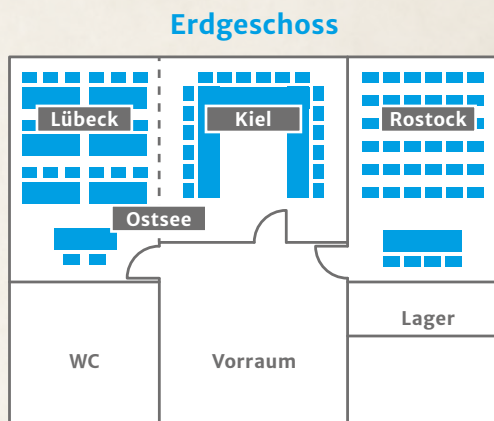 Erdgeschoss
Lübeck
Kiel
Rostock
Ostsee
Lager
WC
Vorraum